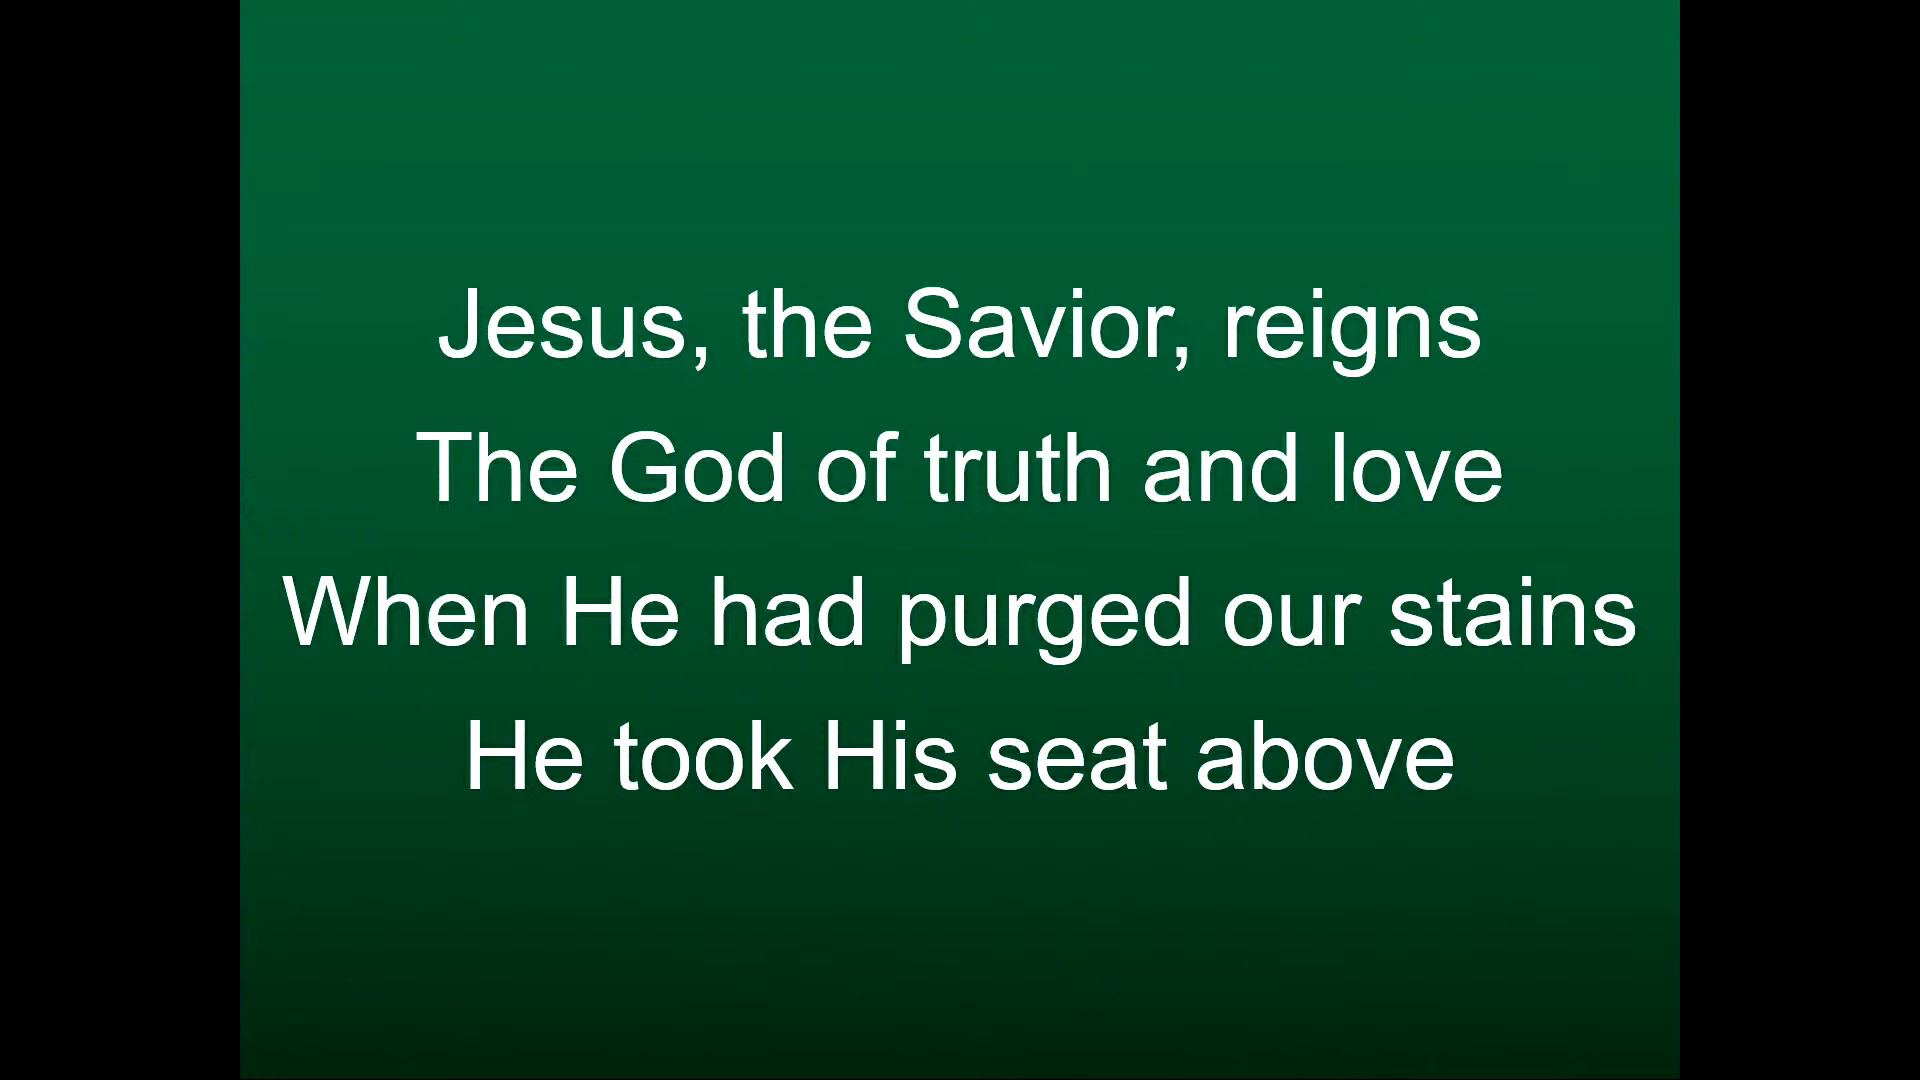 Jesus, the Savior, reigns
The God of truth and love
When He had purged our stains
He took His seat above